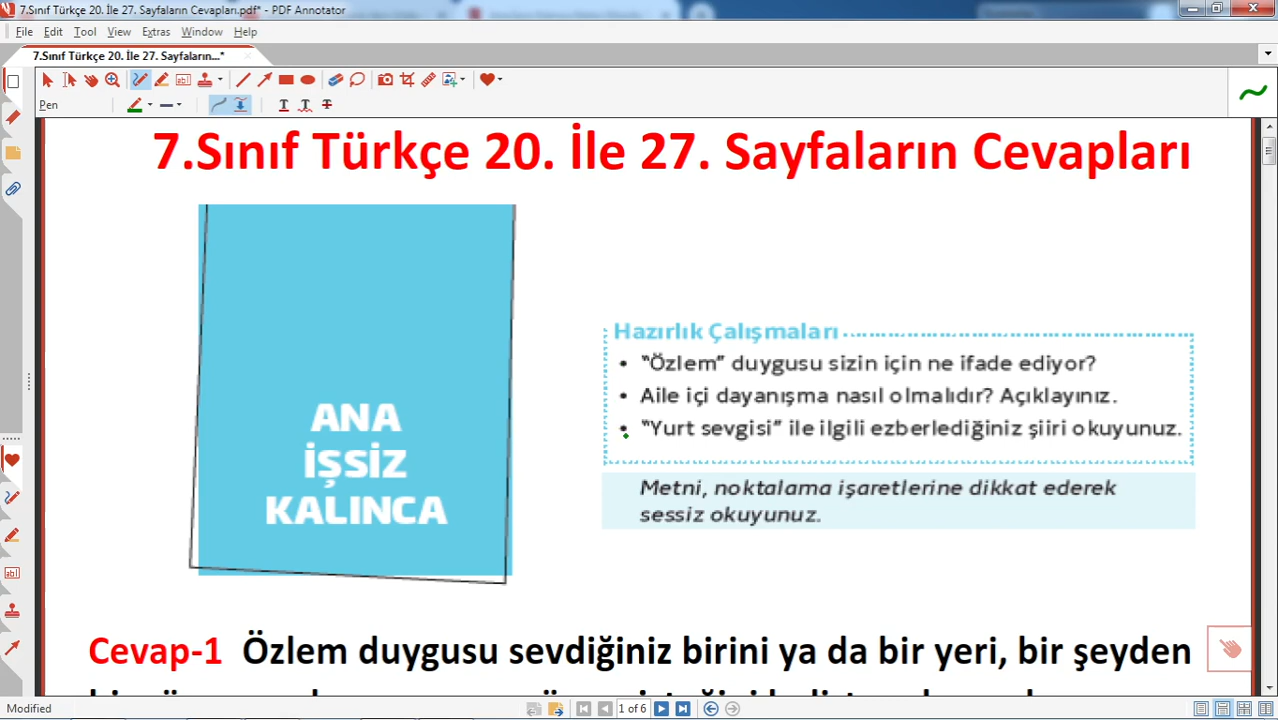 7.Sınıf Türkçe 20. İle 27. Sayfaların Cevapları.pdf* - PDF Annotator
File Edit Tool View Extras Window Help
7.Sınıf Türkçe 20. İle 27. Sayfaların...*
Pen
7.Sınıf Türkçe 20. İle 27. Sayfaların Cevapları
ANA
İŞSİZ
KALINCA
Hazırlık Çalışmaları
• "Özlem" duygusu sizin için ne ifade ediyor?
• Aile içi dayanışma nasıl olmalıdır? Açıklayınız.
• "Yurt sevgisi" ile ilgili ezberlediğiniz şiiri okuyunuz.
Metni, noktalama işaretlerine dikkat ederek
sessiz okuyunuz.
Cevap-1 Özlem duygusu sevdiğiniz birini ya da bir yeri, bir şeyden
Modified 1 of 6